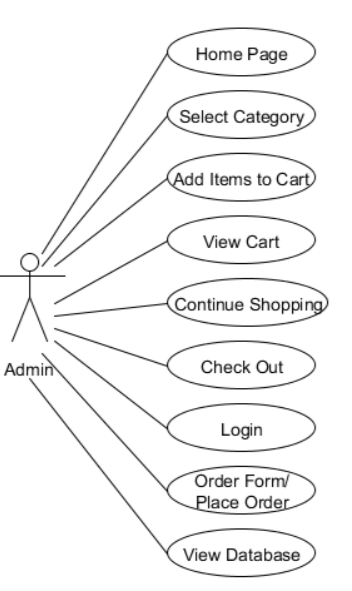 Home Page
Select Category
Add Items to Cart
View Cart
Continue Shopping
Check Out
Admin
Login
Order Form/
Place Order
View Database